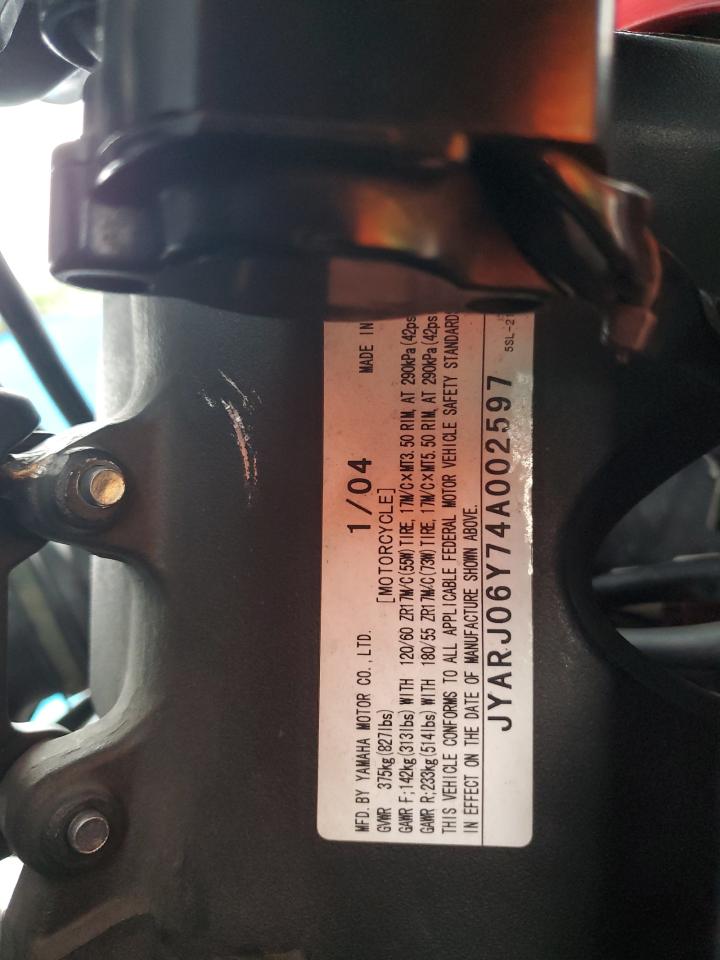 1/04 MADE IN
MFD. BY YAMAHA MOTOR CO., LTD.
GVWR 375kg(827lbs) [MOTORCYCLE]
GAWR F;142kg(313lbs) WITH 120/60 ZR17M/C(55W)TIRE, 17M/C×MT3.50 RIM, AT 290kPa(42ps
GAWR R;233kg(514lbs) WITH 180/55 ZR17M/C(73W)TIRE, 17M/C×MT5.50 RIM, AT 290kPa(42ps
THIS VEHICLE CONFORMS TO ALL APPLICABLE FEDERAL MOTOR VEHICLE SAFETY STANDARD
IN EFFECT ON THE DATE OF MANUFACTURE SHOWN ABOVE.
JYARJ06Y74A002597
5SL-21